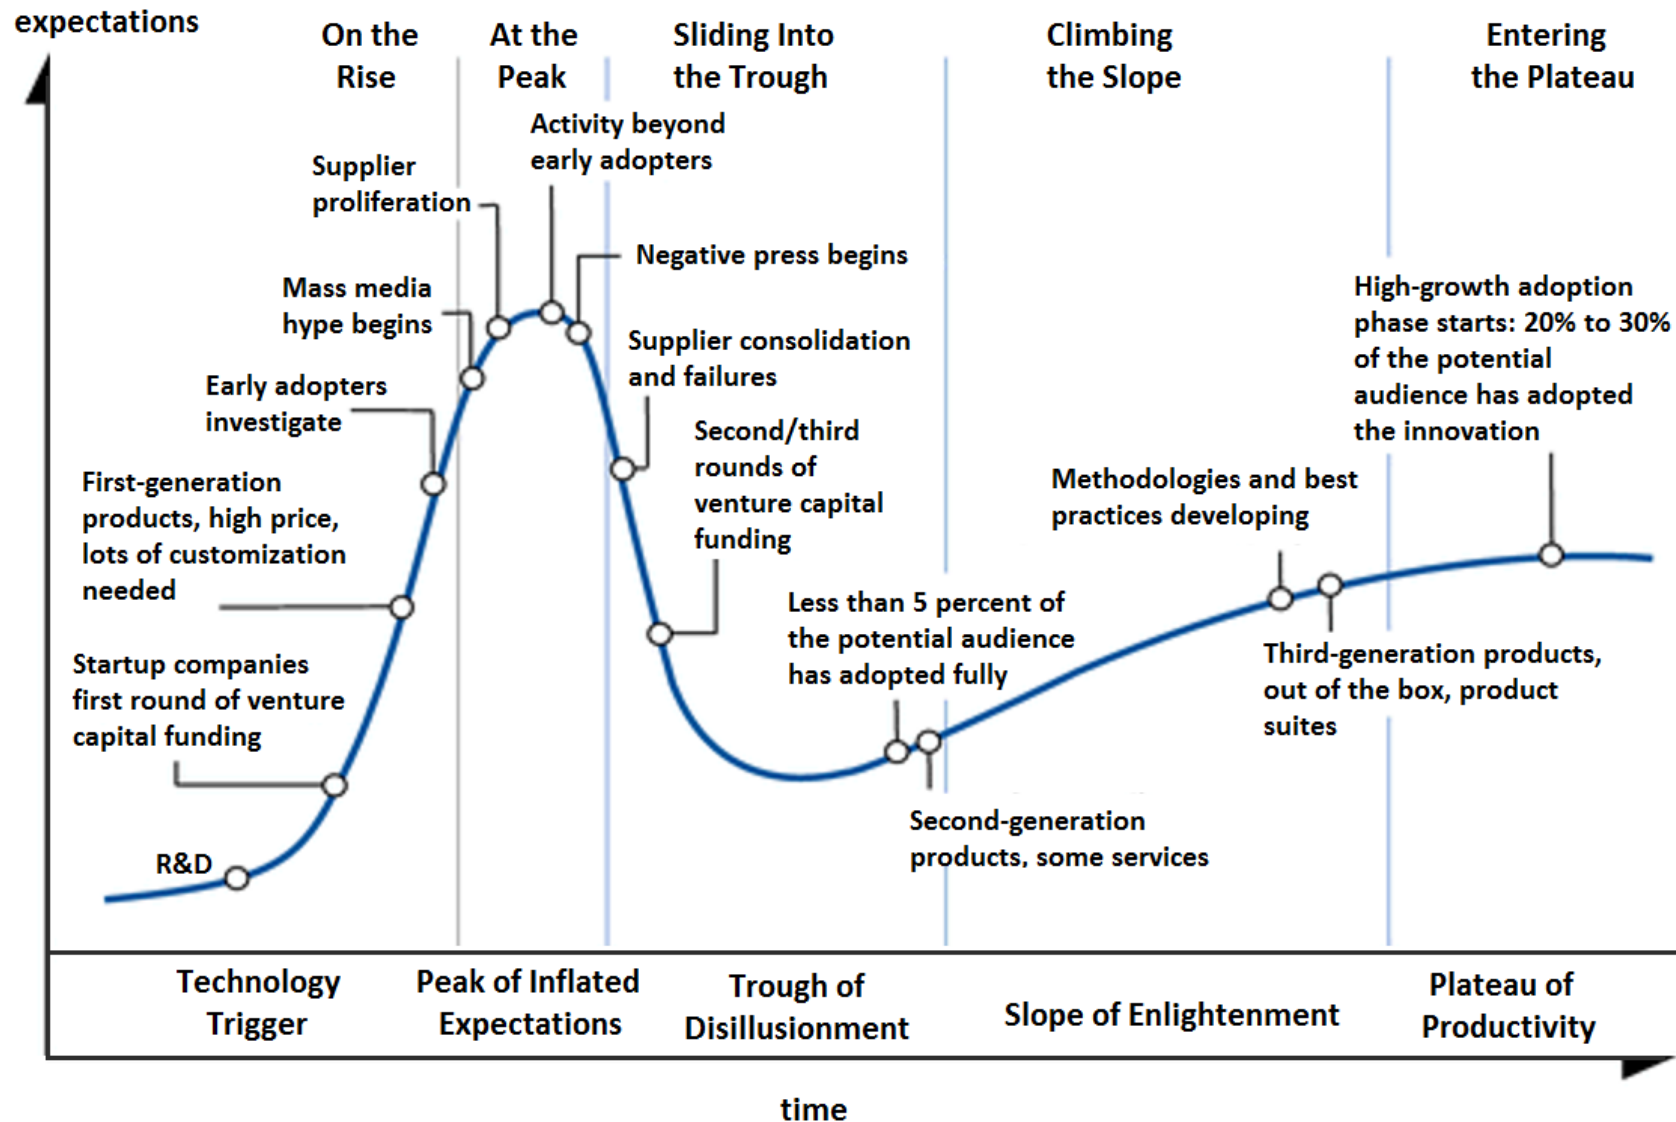 expectations
On the
Rise
At the
Peak
Sliding Into
the Trough
Climbing
the Slope
Entering
the Plateau
Activity beyond
early adopters
Supplier
proliferation
Negative press begins
Mass media
hype begins
Supplier consolidation
and failures
High-growth adoption
phase starts: 20% to 30%
of the potential
audience has adopted
the innovation
Early adopters
investigate
Second/third
rounds of
venture capital
funding
First-generation
products, high price,
lots of customization
needed
Methodologies and best
practices developing
Less than 5 percent of
the potential audience
has adopted fully
Startup companies
first round of venture
capital funding
Third-generation products,
out of the box, product
suites
Second-generation
products, some services
R&D
Technology
Trigger
Peak of Inflated
Expectations
Trough of
Disillusionment
Slope of Enlightenment
Plateau of
Productivity
time